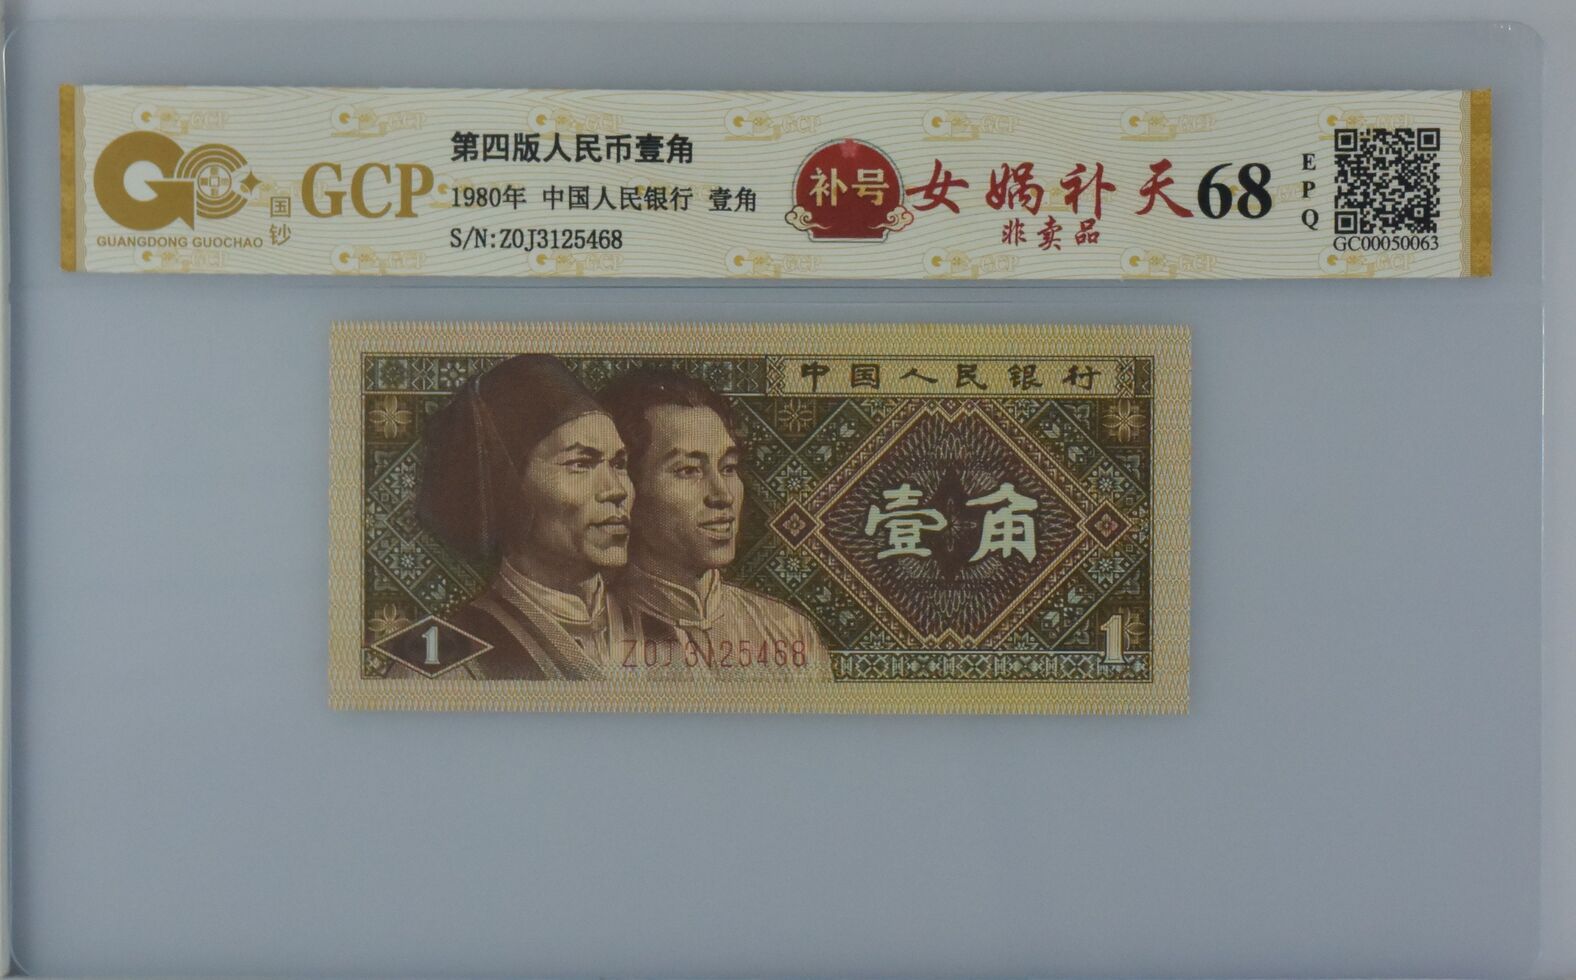 GUANGDONG GUOCHAO
国钞
GCP
第四版人民币壹角
1980年 中国人民银行 壹角
S/N:Z0J3125468
补号
女娲补天
非卖品
68
EPQ
GC00050063
中国人民银行
壹角
1
Z0J3125468
1